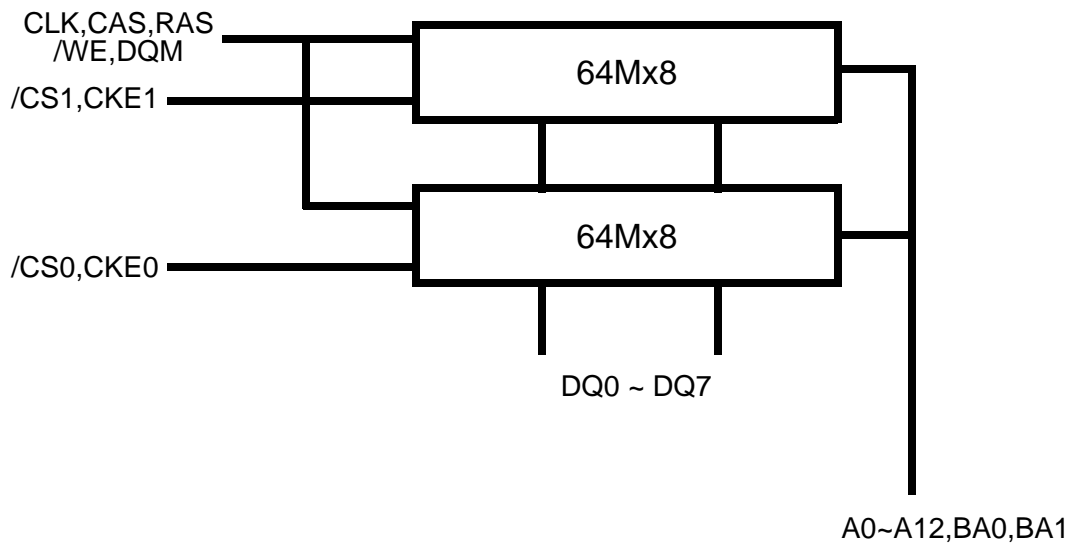 CLK,CAS,RAS
/WE,DQM
64Mx8
/CS1,CKE1
64Mx8
/CS0,CKE0
DQ0 ~ DQ7
A0~A12,BA0,BA1